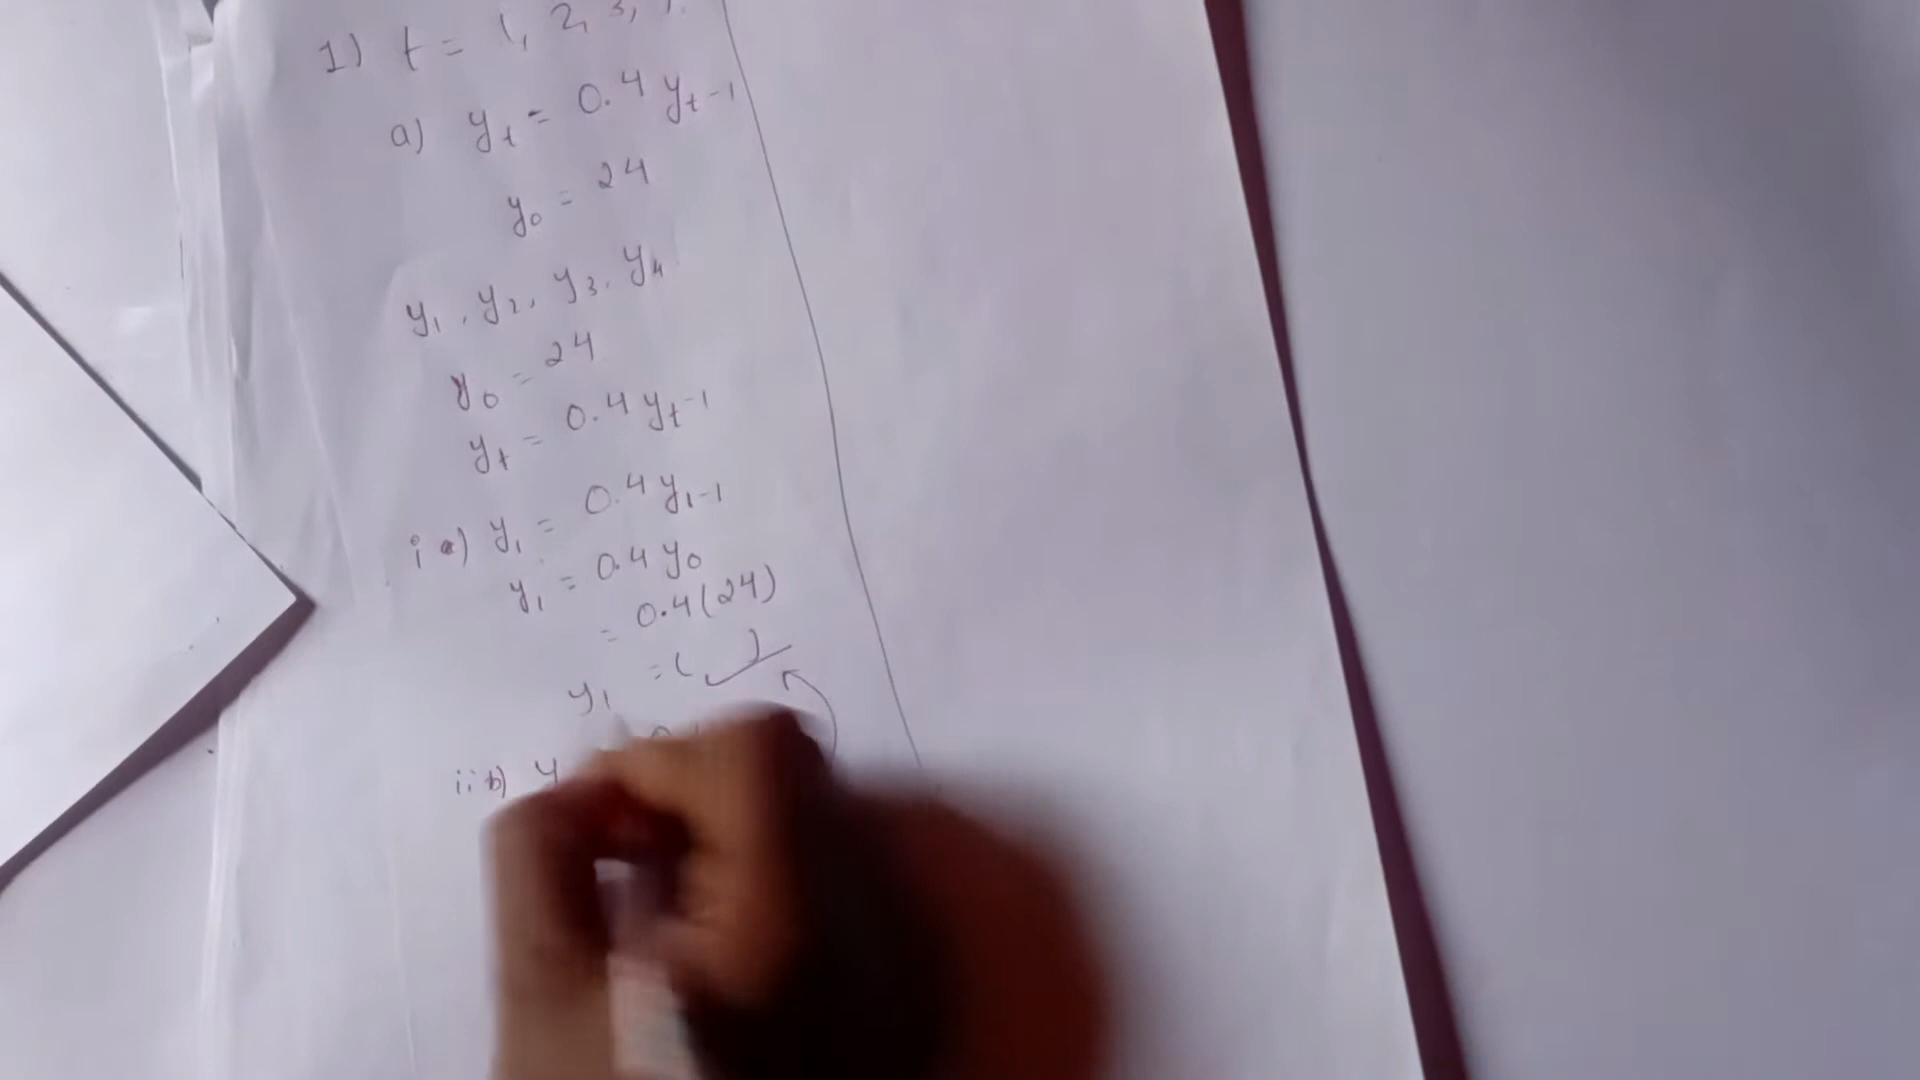 1) t = 1, 2, 3,
a) yt = 0.4 yt-1
y0 = 24
y1, y2, y3, y4
y0 = 24
yt = 0.4 yt-1
i a) y1 = 0.4 y1-1
y1 = 0.4 y0
= 0.4(24)
y1 = ( )
ii b) y